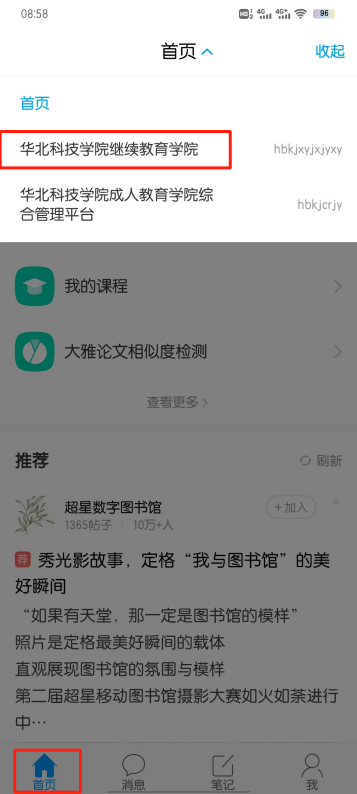 08:58
HD 4G 4G+ 96
首页
收起
首页
华北科技学院继续教育学院 hbkjxyjxjyxy
华北科技学院成人教育学院综
合管理平台
hbkjcrjy
我的课程
大雅论文相似度检测
查看更多
推荐
刷新
超星数字图书馆
+加入
1365帖子 10万+人
荐 秀光影故事，定格“我与图书馆”的美
好瞬间
“如果有天堂，那一定是图书馆的模样”
照片是定格最美好瞬间的载体
直观展现图书馆的氛围与模样
第二届超星移动图书馆摄影大赛如火如荼进行
中…
首页 消息 笔记 我